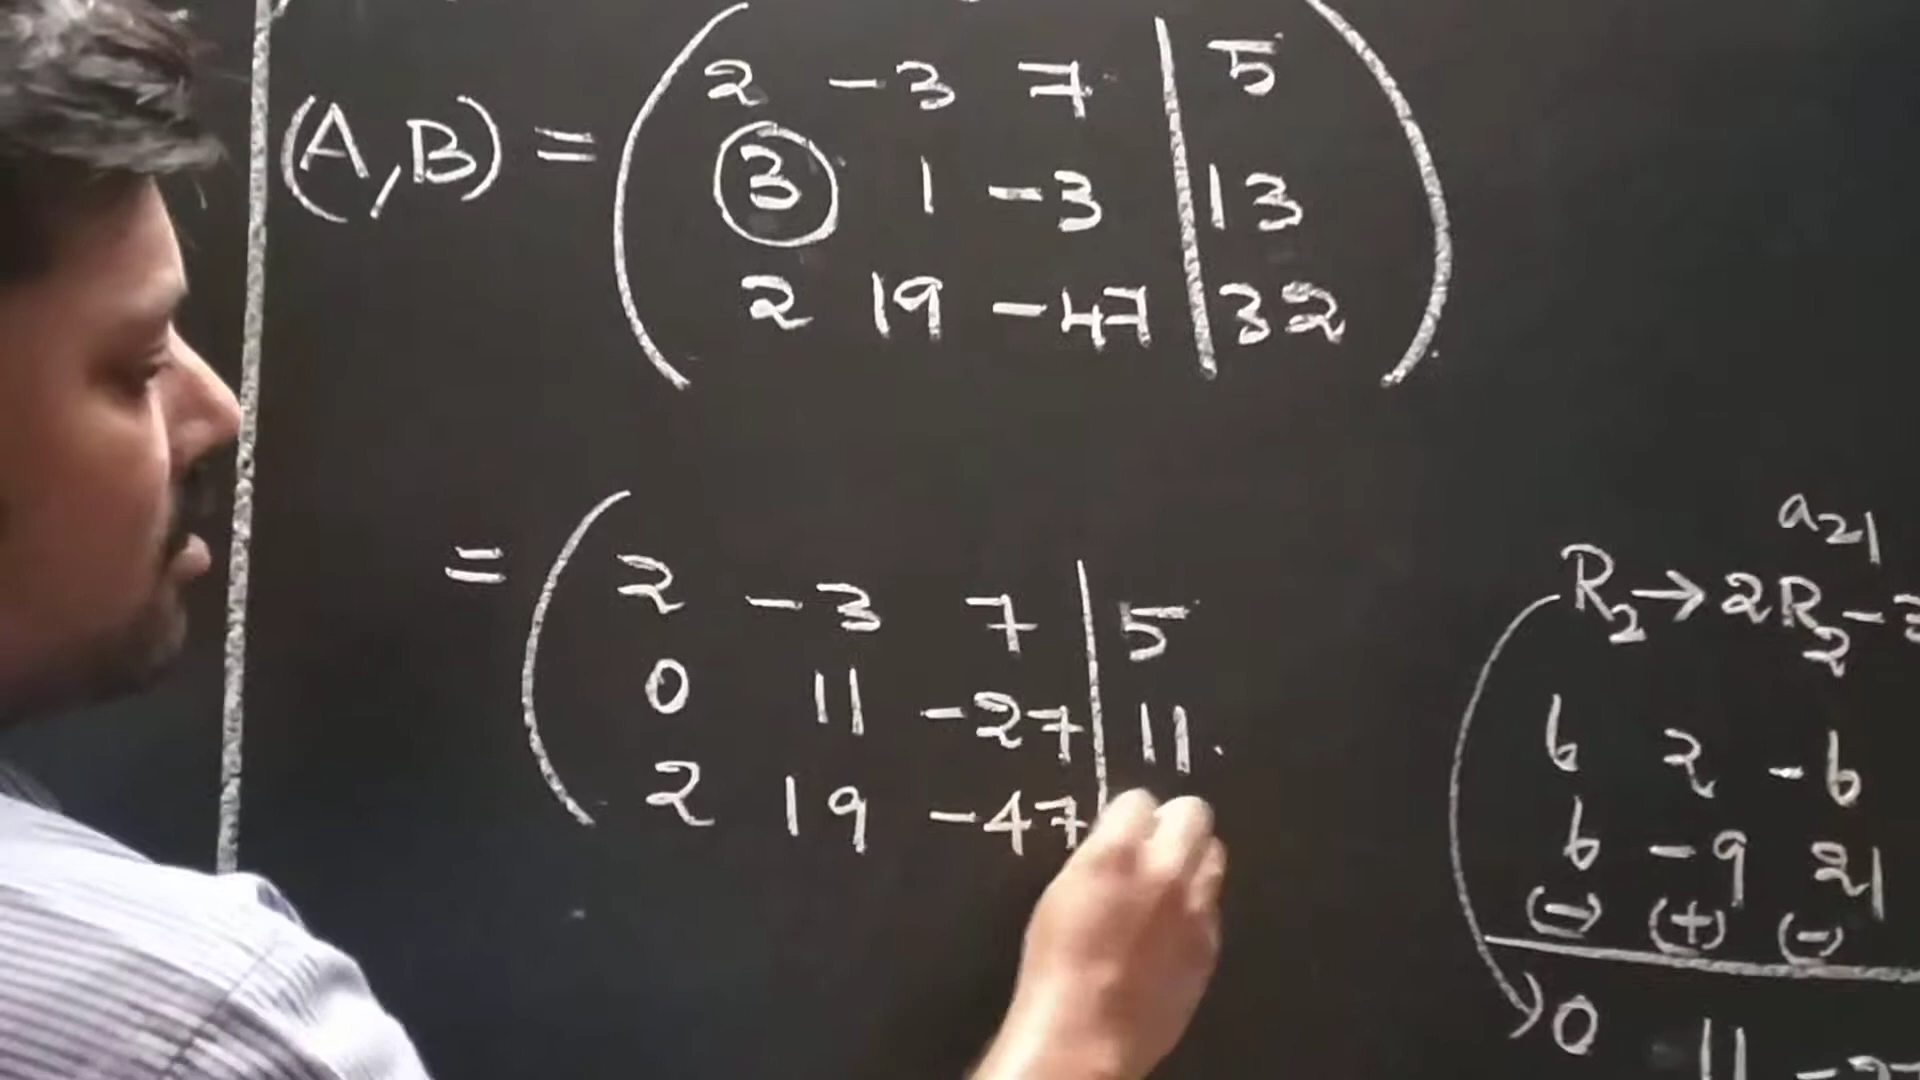 2 -3 7 | 5
(A,B) = 3 1 -3 | 13
2 19 -47 | 32
a21
R2→2R2-3
= 2 -3 7 | 5
0 11 -27 | 11.
2 19 -47
6 2 -6
6 -9 21
(-) (+) (-)
0 11